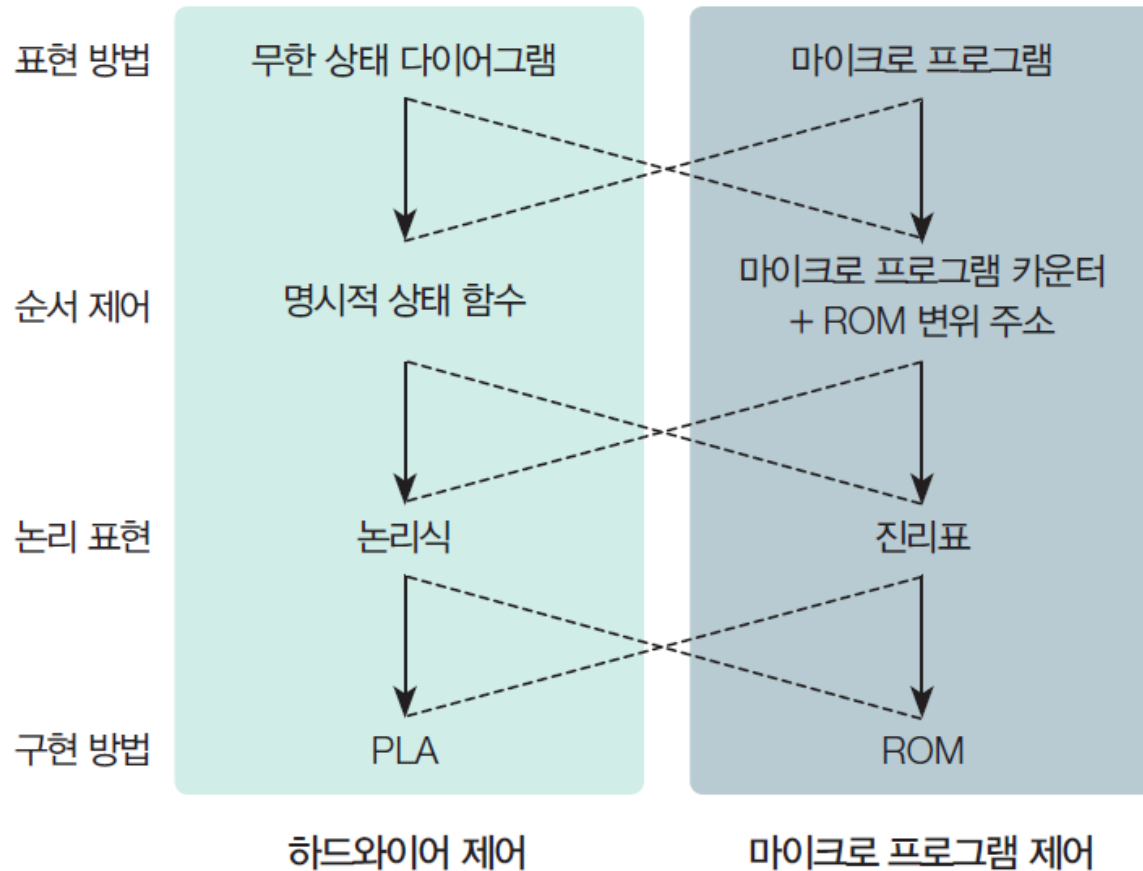 표현 방법
무한 상태 다이어그램
마이크로 프로그램
순서 제어
명시적 상태 함수
마이크로 프로그램 카운터
+ ROM 변위 주소
논리 표현
논리식
진리표
구현 방법
PLA
ROM
하드와이어 제어
마이크로 프로그램 제어